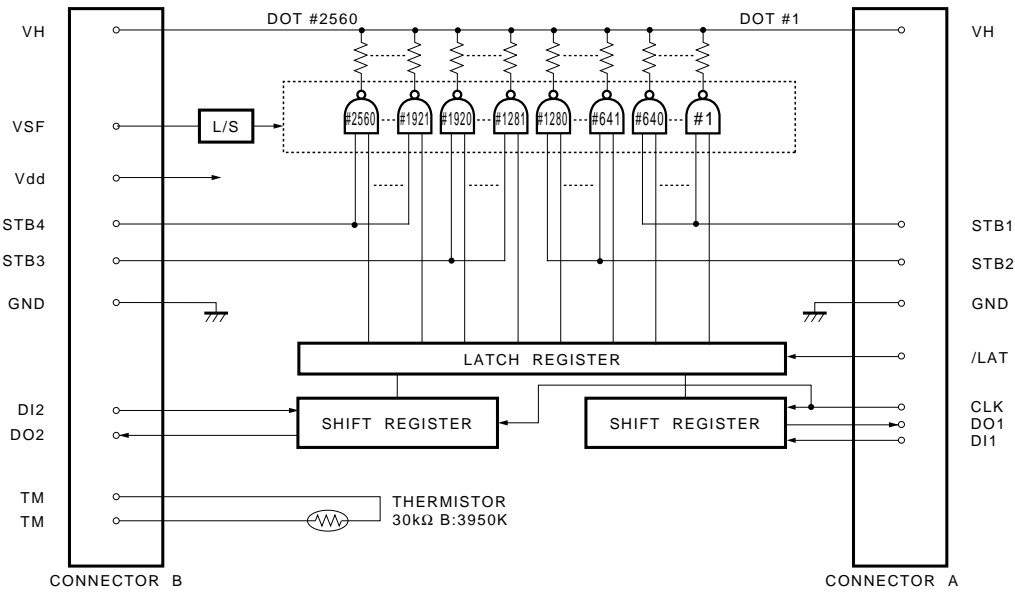 DOT #2560
DOT #1
VH
VH
#2560
#1921
#1920
#1281
#1280
#641
#640
#1
VSF
L/S
Vdd
STB4
STB1
STB3
STB2
GND
GND
LATCH REGISTER
/LAT
DI2
SHIFT REGISTER
SHIFT REGISTER
CLK
DO2
DO1
DI1
TM
THERMISTOR
TM
30kΩ B:3950K
CONNECTOR B
CONNECTOR A